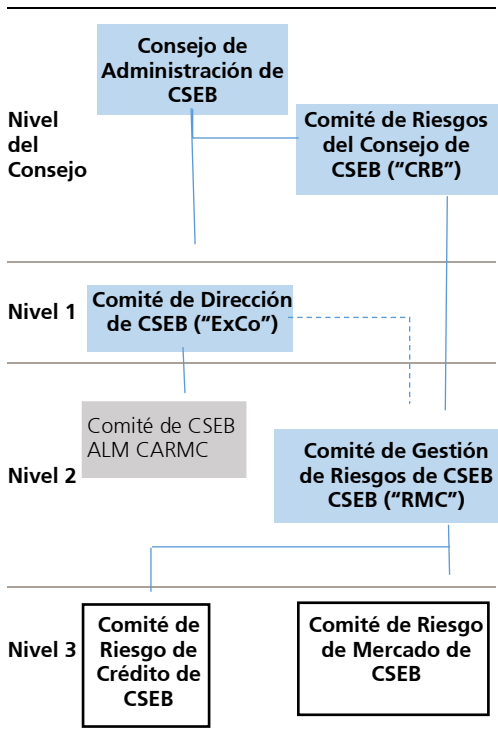 Consejo de
Administración de
CSEB
Nivel
del
Consejo
Comité de Riesgos
del Consejo de
CSEB (“CRB”)
Nivel 1
Comité de Dirección
de CSEB (“ExCo”)
Comité de CSEB
ALM CARMC
Nivel 2
Comité de Gestión
de Riesgos de CSEB
CSEB (“RMC”)
Nivel 3
Comité de
Riesgo de
Crédito de
CSEB
Comité de Riesgo
de Mercado de
CSEB